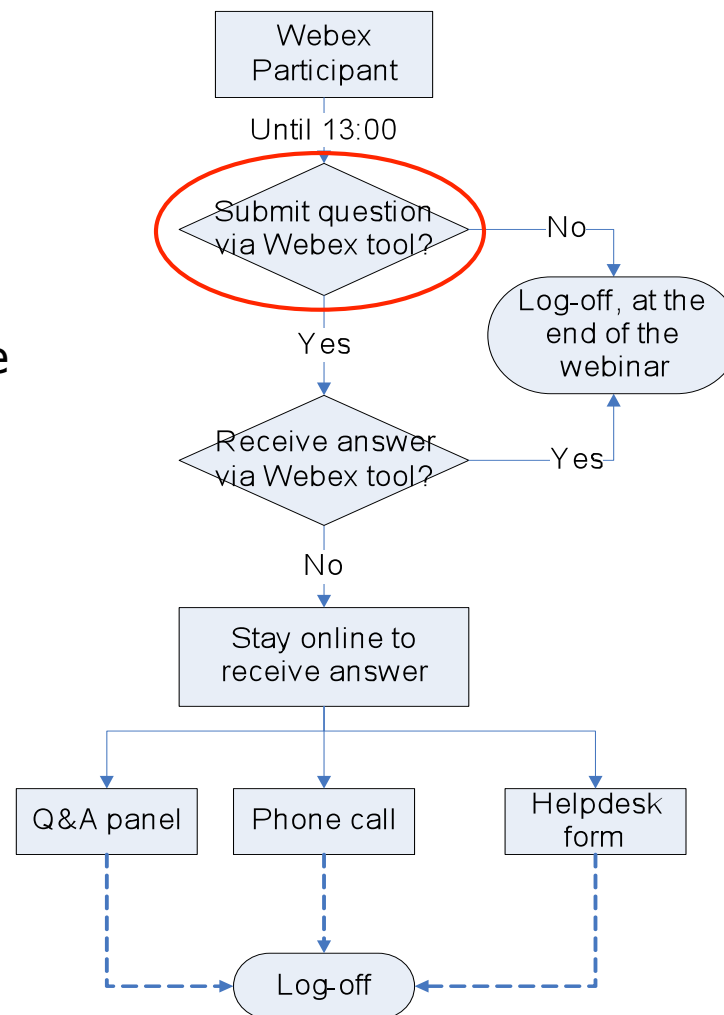 Webex
Participant
Until 13:00
Submit question
via Webex tool?
No
Log-off, at the
end of the
webinar
Yes
e
Receive answer
via Webex tool?
Yes
No
Stay online to
receive answer
Q&A panel
Phone call
Helpdesk
form
Log-off